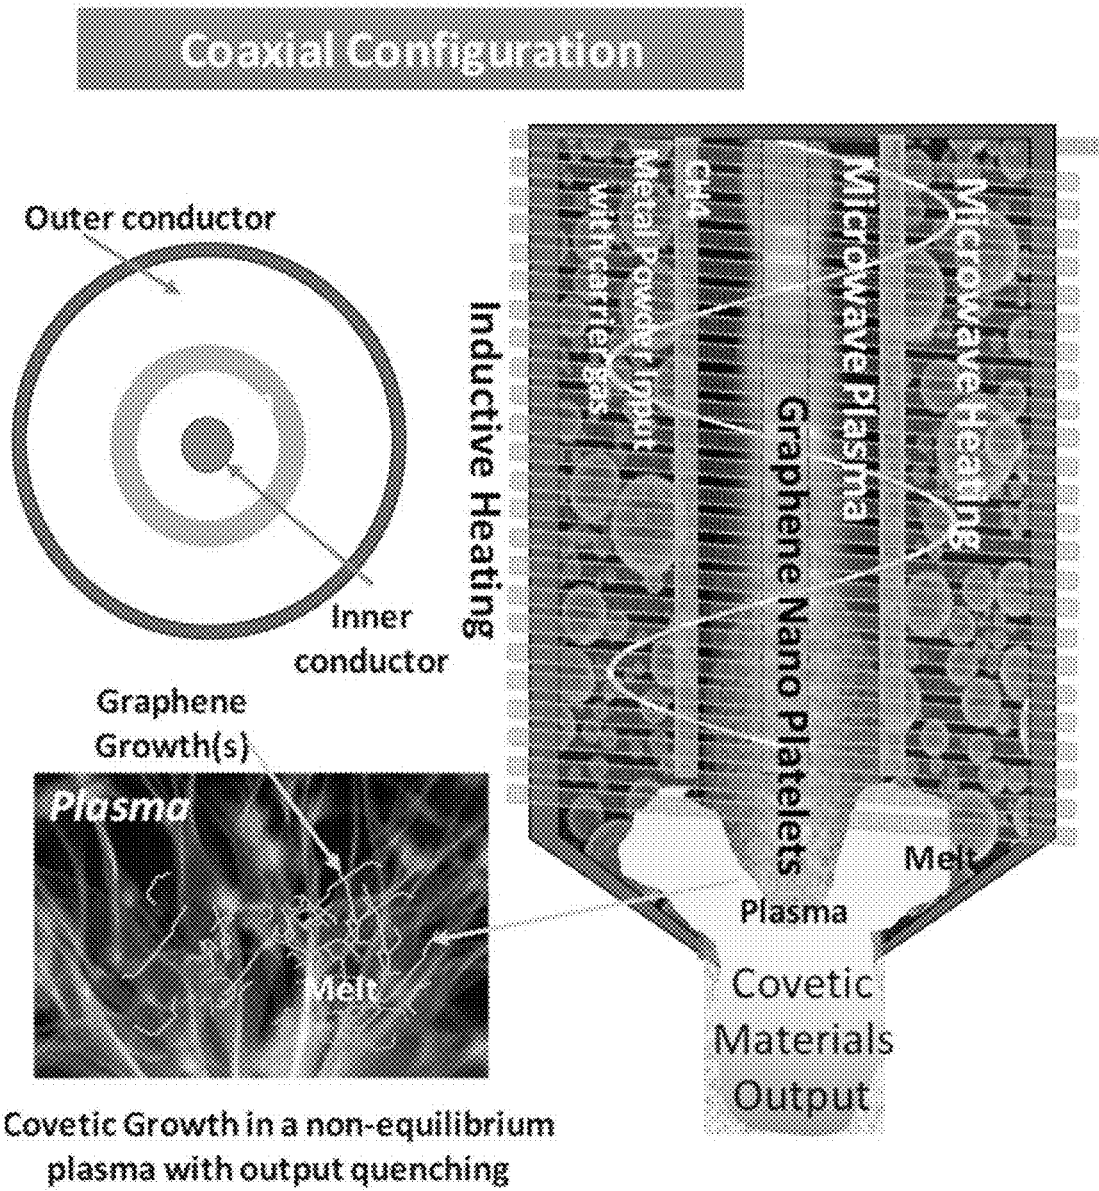 Coaxial Configuration
Outer conductor
Inner
conductor
Inductive Heating
Metal Powder Input
with carrier gas
CH4
Graphene Nano Platelets
Microwave Plasma
Microwave Heating
Graphene
Growth(s)
Plasma
Melt
Melt
Plasma
Covetic
Materials
Output
Covetic Growth in a non-equilibrium
plasma with output quenching